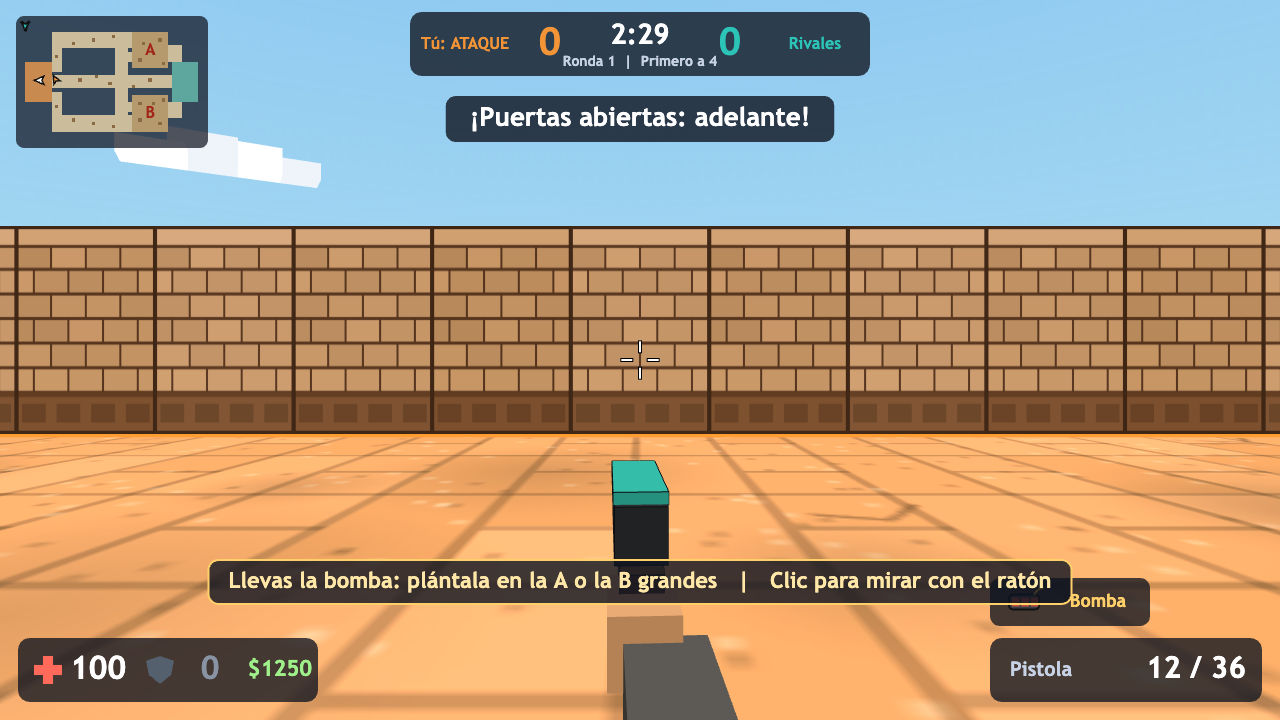 A
B
Tú: ATAQUE 0 2:29 0 Rivales
Ronda 1 | Primero a 4
¡Puertas abiertas: adelante!
Llevas la bomba: plántala en la A o la B grandes | Clic para mirar con el ratón
Bomba
100 0 $1250
Pistola 12 / 36